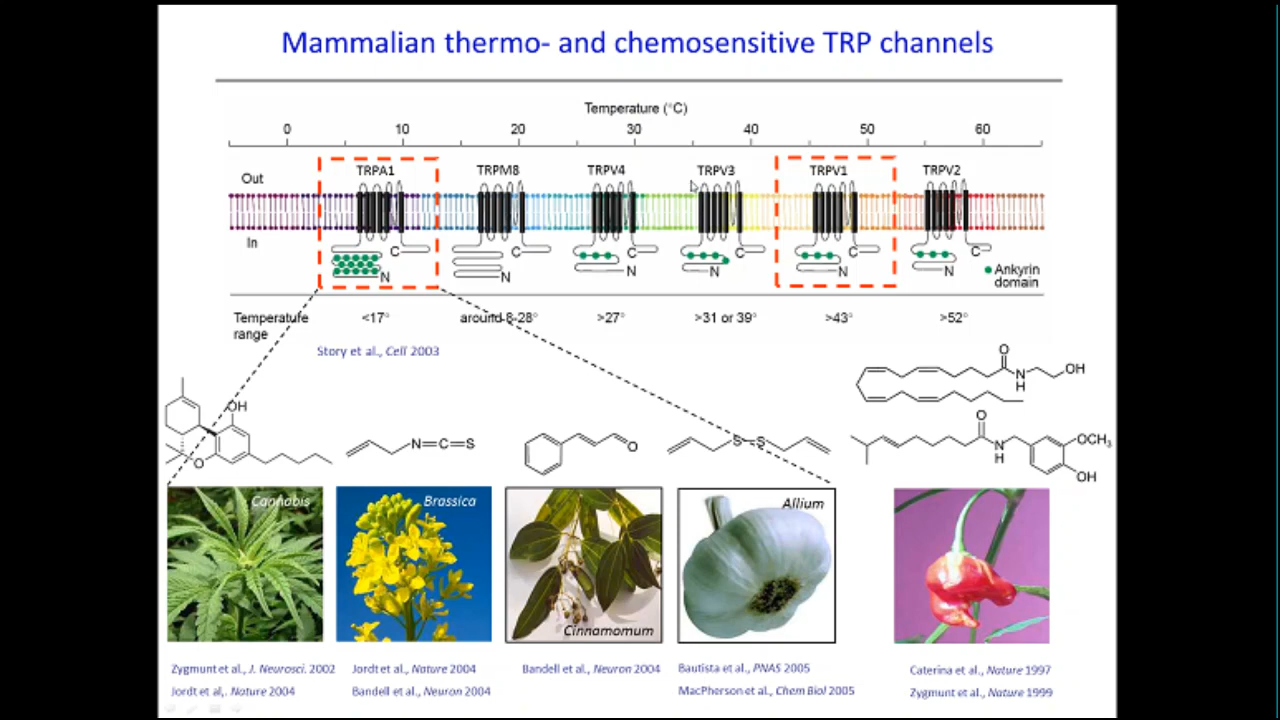 Mammalian thermo- and chemosensitive TRP channels
Temperature (°C)
0 10 20 30 40 50 60
Out
TRPA1 TRPM8 TRPV4 TRPV3 TRPV1 TRPV2
In
C C C C C C
N N N N N N
Ankyrin
domain
Temperature
range
<17° around 8-28° >27° >31 or 39° >43° >52°
Story et al., Cell 2003
O
N
H
OH
OH
O
N=C=S
O
S-S
O
N
H
OCH3
OH
Cannabis
Brassica
Cinnamomum
Allium
Zygmunt et al., J. Neurosci. 2002
Jordt et al,. Nature 2004
Jordt et al., Nature 2004
Bandell et al., Neuron 2004
Bandell et al., Neuron 2004
Bautista et al., PNAS 2005
MacPherson et al., Chem Biol 2005
Caterina et al., Nature 1997
Zygmunt et al., Nature 1999